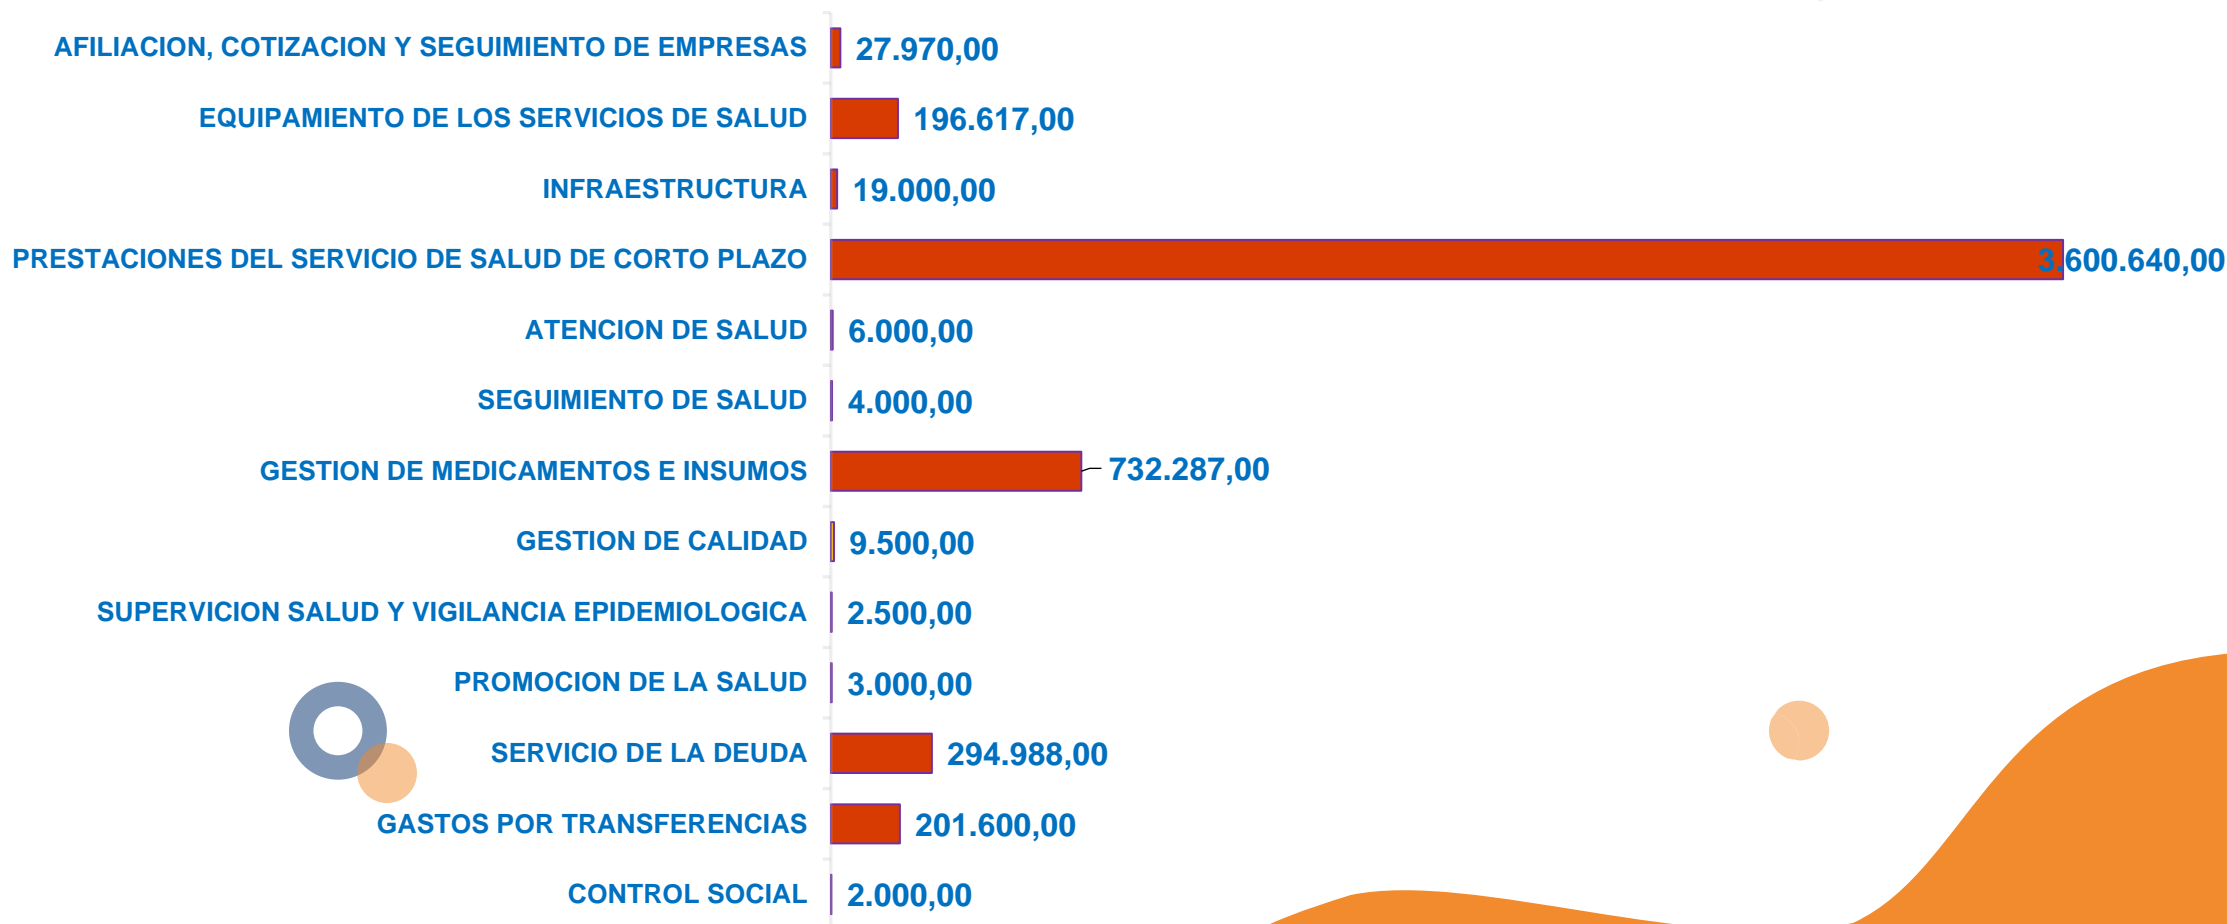 AFILIACION, COTIZACION Y SEGUIMIENTO DE EMPRESAS 27.970,00
EQUIPAMIENTO DE LOS SERVICIOS DE SALUD 196.617,00
INFRAESTRUCTURA 19.000,00
PRESTACIONES DEL SERVICIO DE SALUD DE CORTO PLAZO 3.600.640,00
ATENCION DE SALUD 6.000,00
SEGUIMIENTO DE SALUD 4.000,00
GESTION DE MEDICAMENTOS E INSUMOS 732.287,00
GESTION DE CALIDAD 9.500,00
SUPERVICION SALUD Y VIGILANCIA EPIDEMIOLOGICA 2.500,00
PROMOCION DE LA SALUD 3.000,00
SERVICIO DE LA DEUDA 294.988,00
GASTOS POR TRANSFERENCIAS 201.600,00
CONTROL SOCIAL 2.000,00